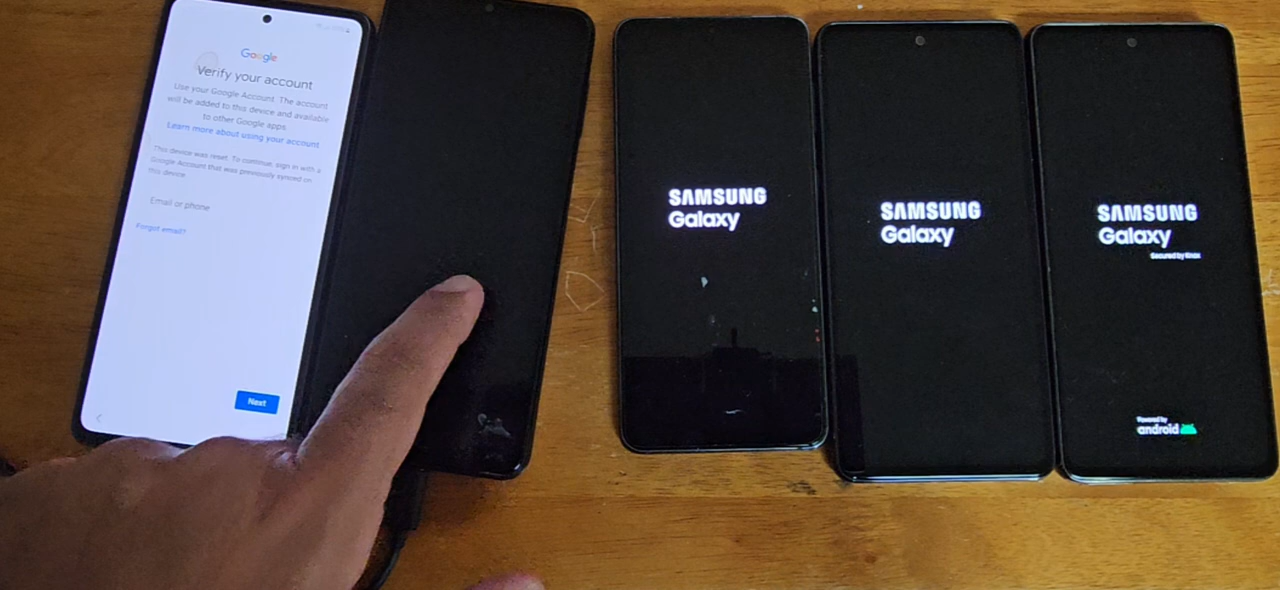 Google
Verify your account
Use your Google Account. The account
will be added to this device and available
to other Google apps.
Learn more about using your account
This device was reset. To continue, sign in with a
Google Account that was previously synced on
this device.
Email or phone
Forgot email?
Next
SAMSUNG
Galaxy
SAMSUNG
Galaxy
SAMSUNG
Galaxy
Secured by Knox
Powered by
android